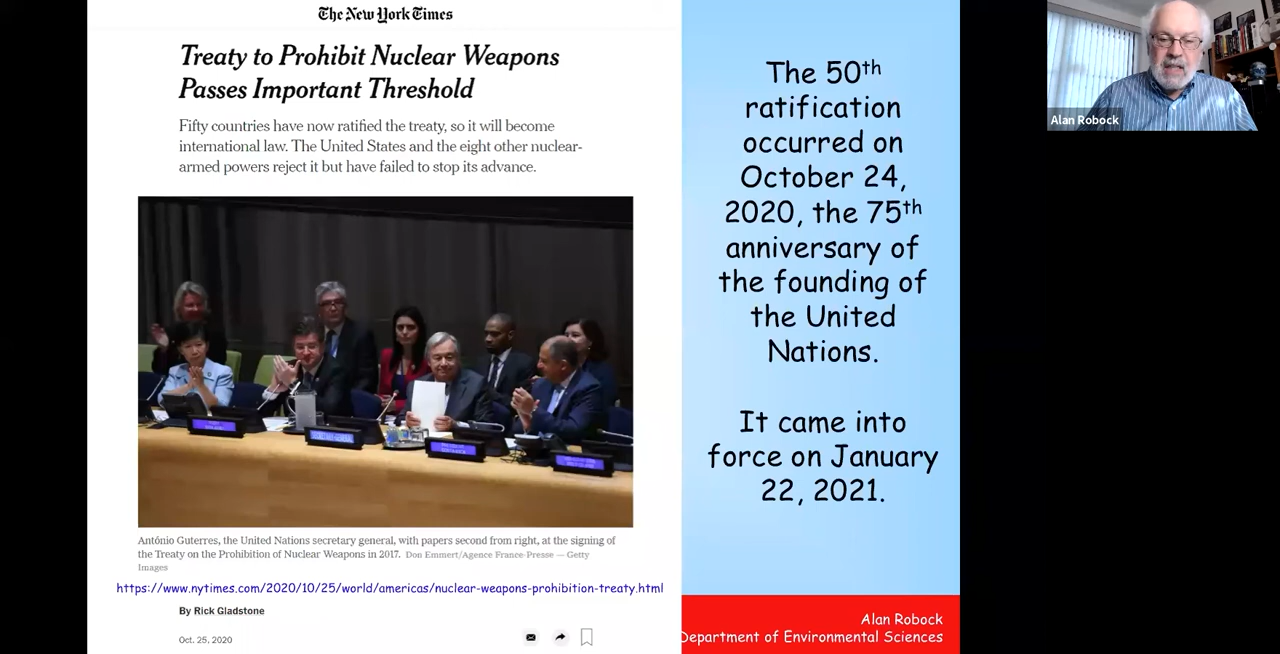 The New York Times
Treaty to Prohibit Nuclear Weapons
Passes Important Threshold
Fifty countries have now ratified the treaty, so it will become
international law. The United States and the eight other nuclear-
armed powers reject it but have failed to stop its advance.
António Guterres, the United Nations secretary general, with papers second from right, at the signing of
the Treaty on the Prohibition of Nuclear Weapons in 2017. Don Emmert/Agence France-Presse — Getty
Images
https://www.nytimes.com/2020/10/25/world/americas/nuclear-weapons-prohibition-treaty.html
By Rick Gladstone
Oct. 25, 2020
The 50th
ratification
occurred on
October 24,
2020, the 75th
anniversary of
the founding of
the United
Nations.
It came into
force on January
22, 2021.
Alan Robock
Department of Environmental Sciences
Alan Robock